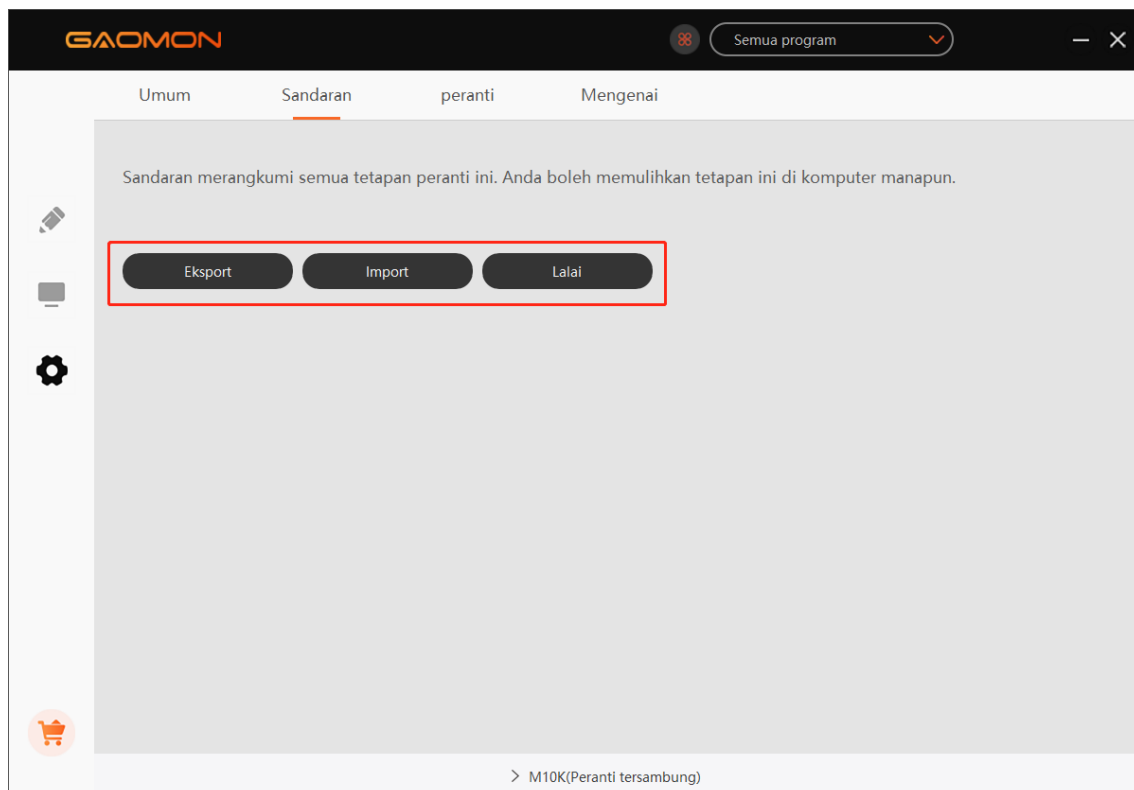 GAOMON
Semua program
Umum Sandaran peranti Mengenai
Sandaran merangkumi semua tetapan peranti ini. Anda boleh memulihkan tetapan ini di komputer manapun.
Eksport Import Lalai
M10K(Peranti tersambung)